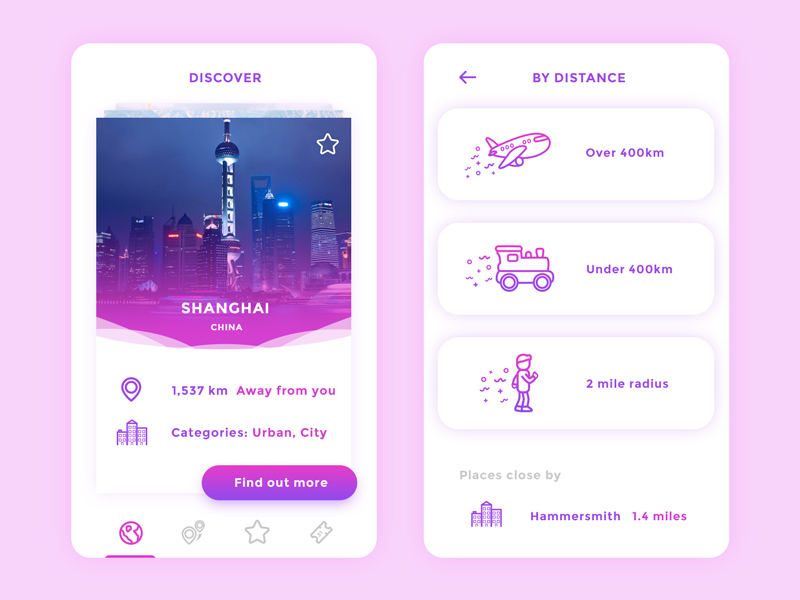 DISCOVER
SHANGHAI
CHINA
1,537 km Away from you
Categories: Urban, City
Find out more
BY DISTANCE
Over 400km
Under 400km
2 mile radius
Places close by
Hammersmith 1.4 miles